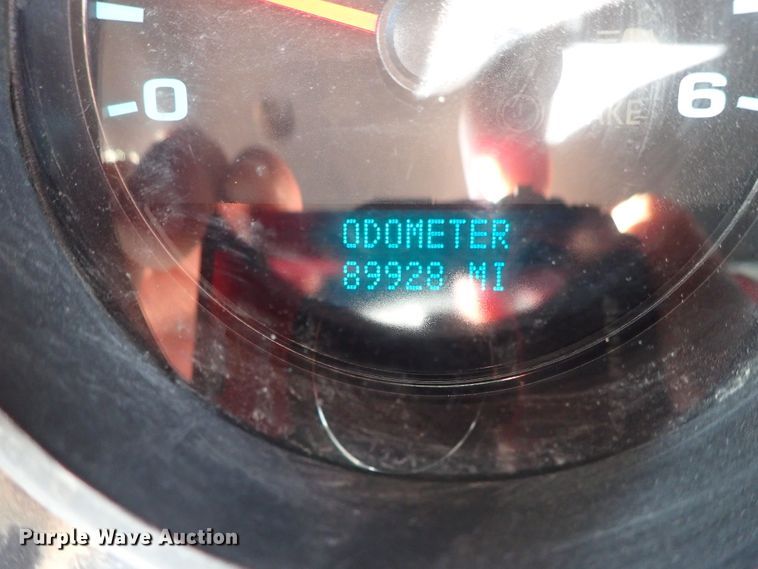 0
6
ODOMETER
89928 MI
Purple Wave Auction